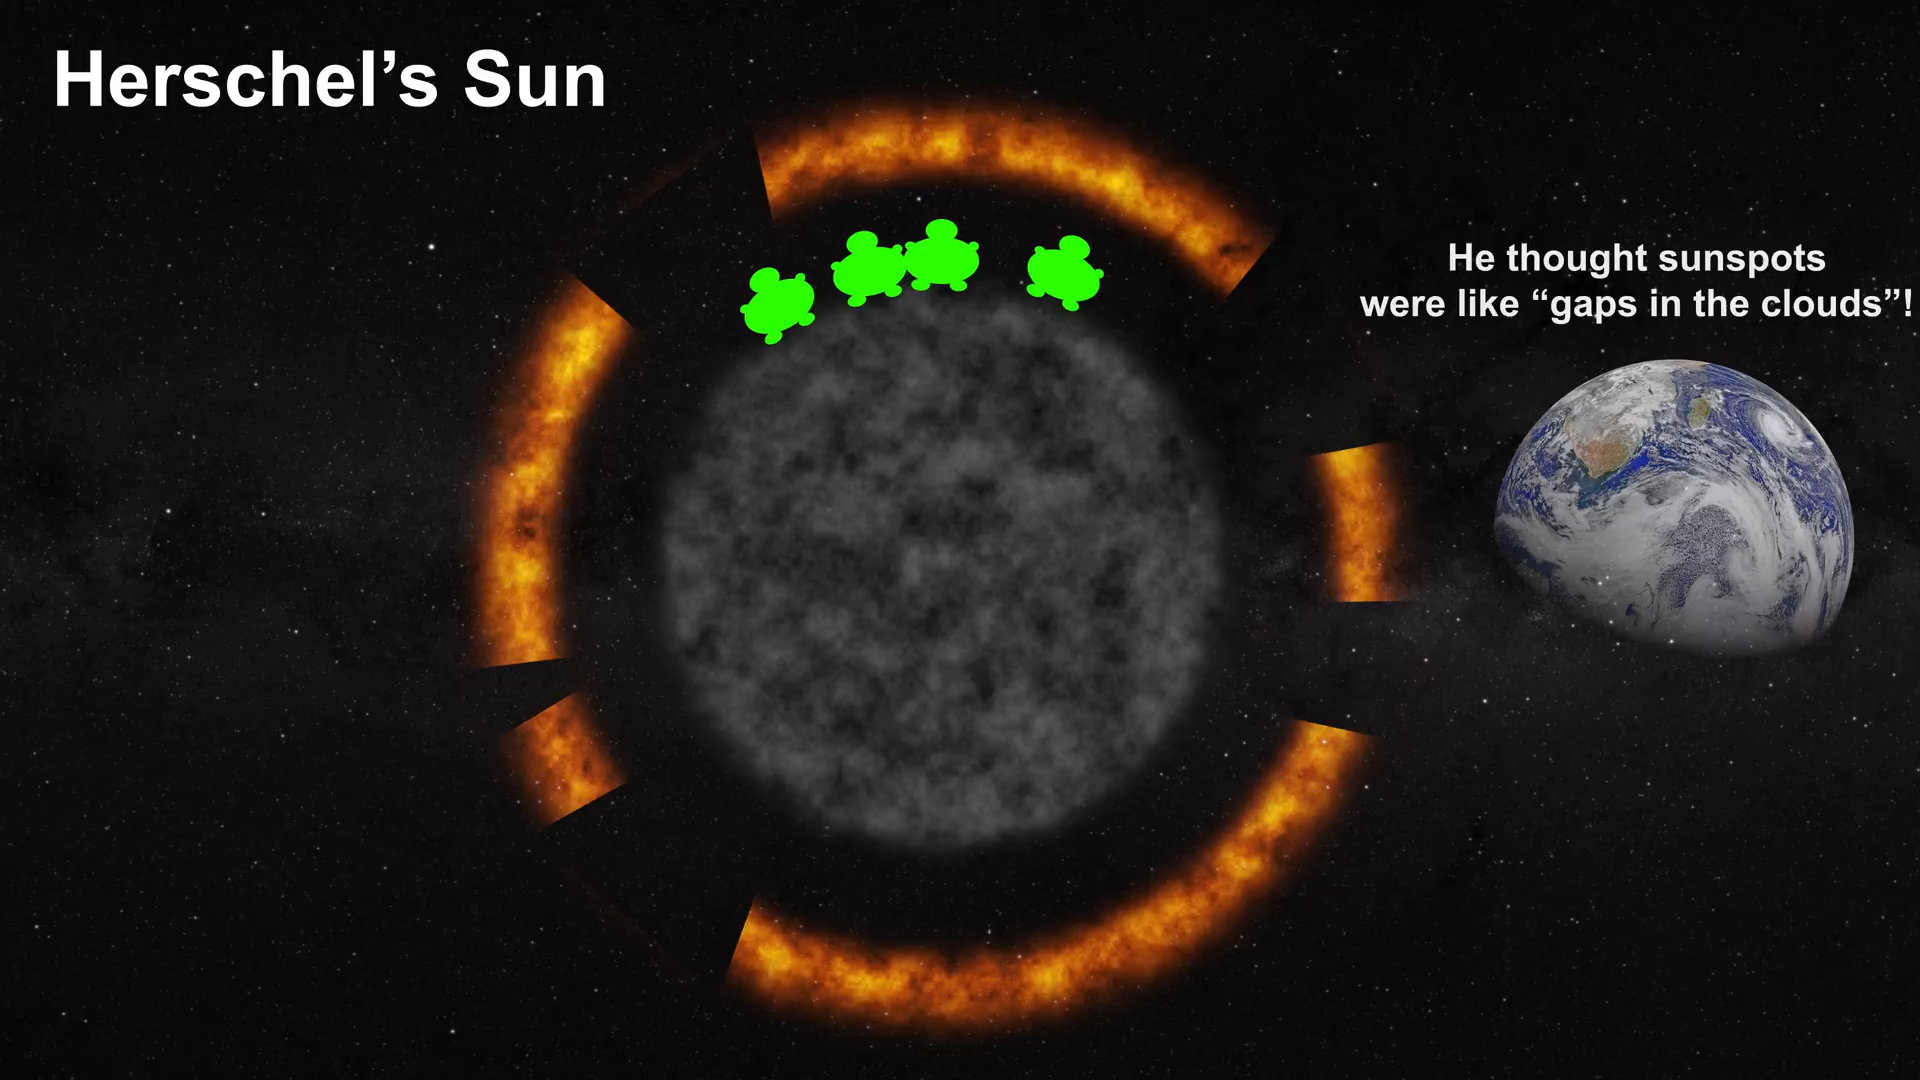 Herschel’s Sun
He thought sunspots
were like “gaps in the clouds”!